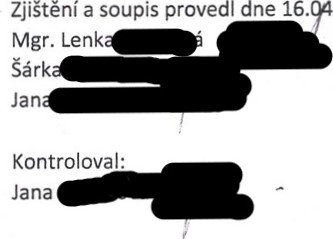 Zjištění a soupis provedl dne 16.04
Mgr. Lenka á
Šárka
Jana
Kontroloval:
Jana